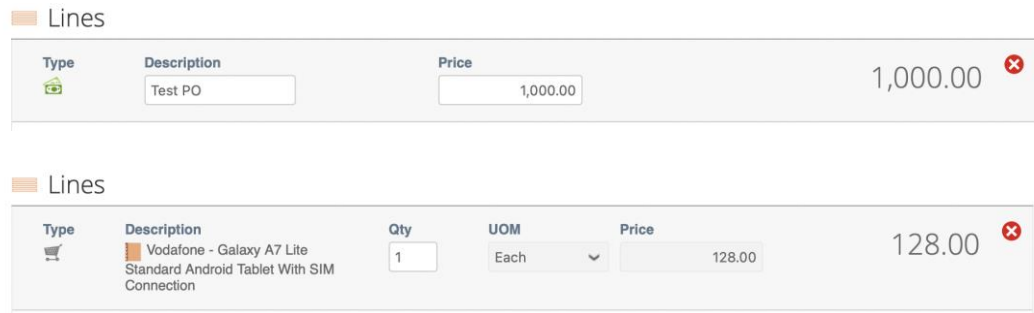 Lines
Type Description Price
Test PO 1,000.00 1,000.00
Lines
Type Description Qty UOM Price
Vodafone - Galaxy A7 Lite 1 Each 128.00 128.00
Standard Android Tablet With SIM
Connection